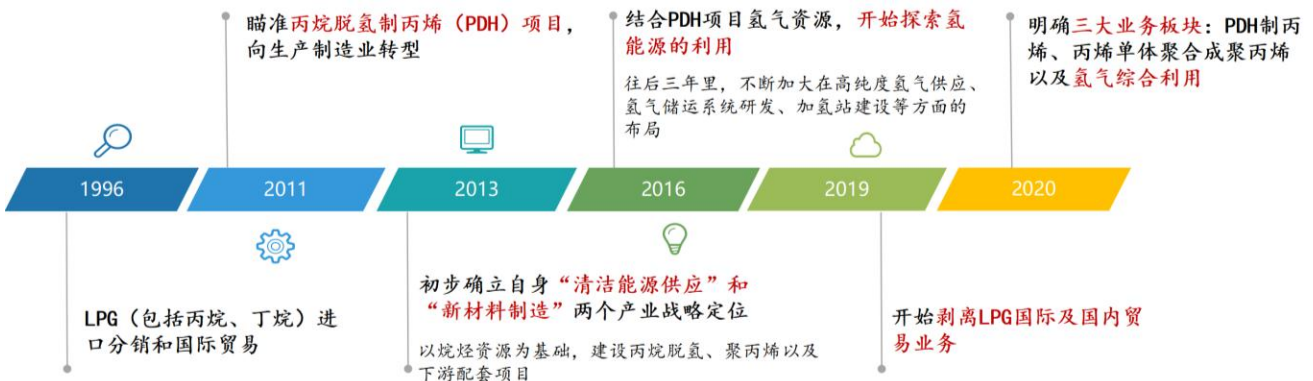 瞄准丙烷脱氢制丙烯（PDH）项目，
向生产制造业转型
结合PDH项目氢气资源，开始探索氢
能源的利用
往后三年里，不断加大在高纯度氢气供应、
氢气储运系统研发、加氢站建设等方面的
布局
明确三大业务板块：PDH制丙
烯、丙烯单体聚合成聚丙烯
以及氢气综合利用
1996
2011
2013
2016
2019
2020
LPG（包括丙烷、丁烷）进
口分销和国际贸易
初步确立自身“清洁能源供应”和
“新材料制造”两个产业战略定位
以烷烃资源为基础，建设丙烷脱氢、聚丙烯以及
下游配套项目
开始剥离LPG国际及国内贸
易业务